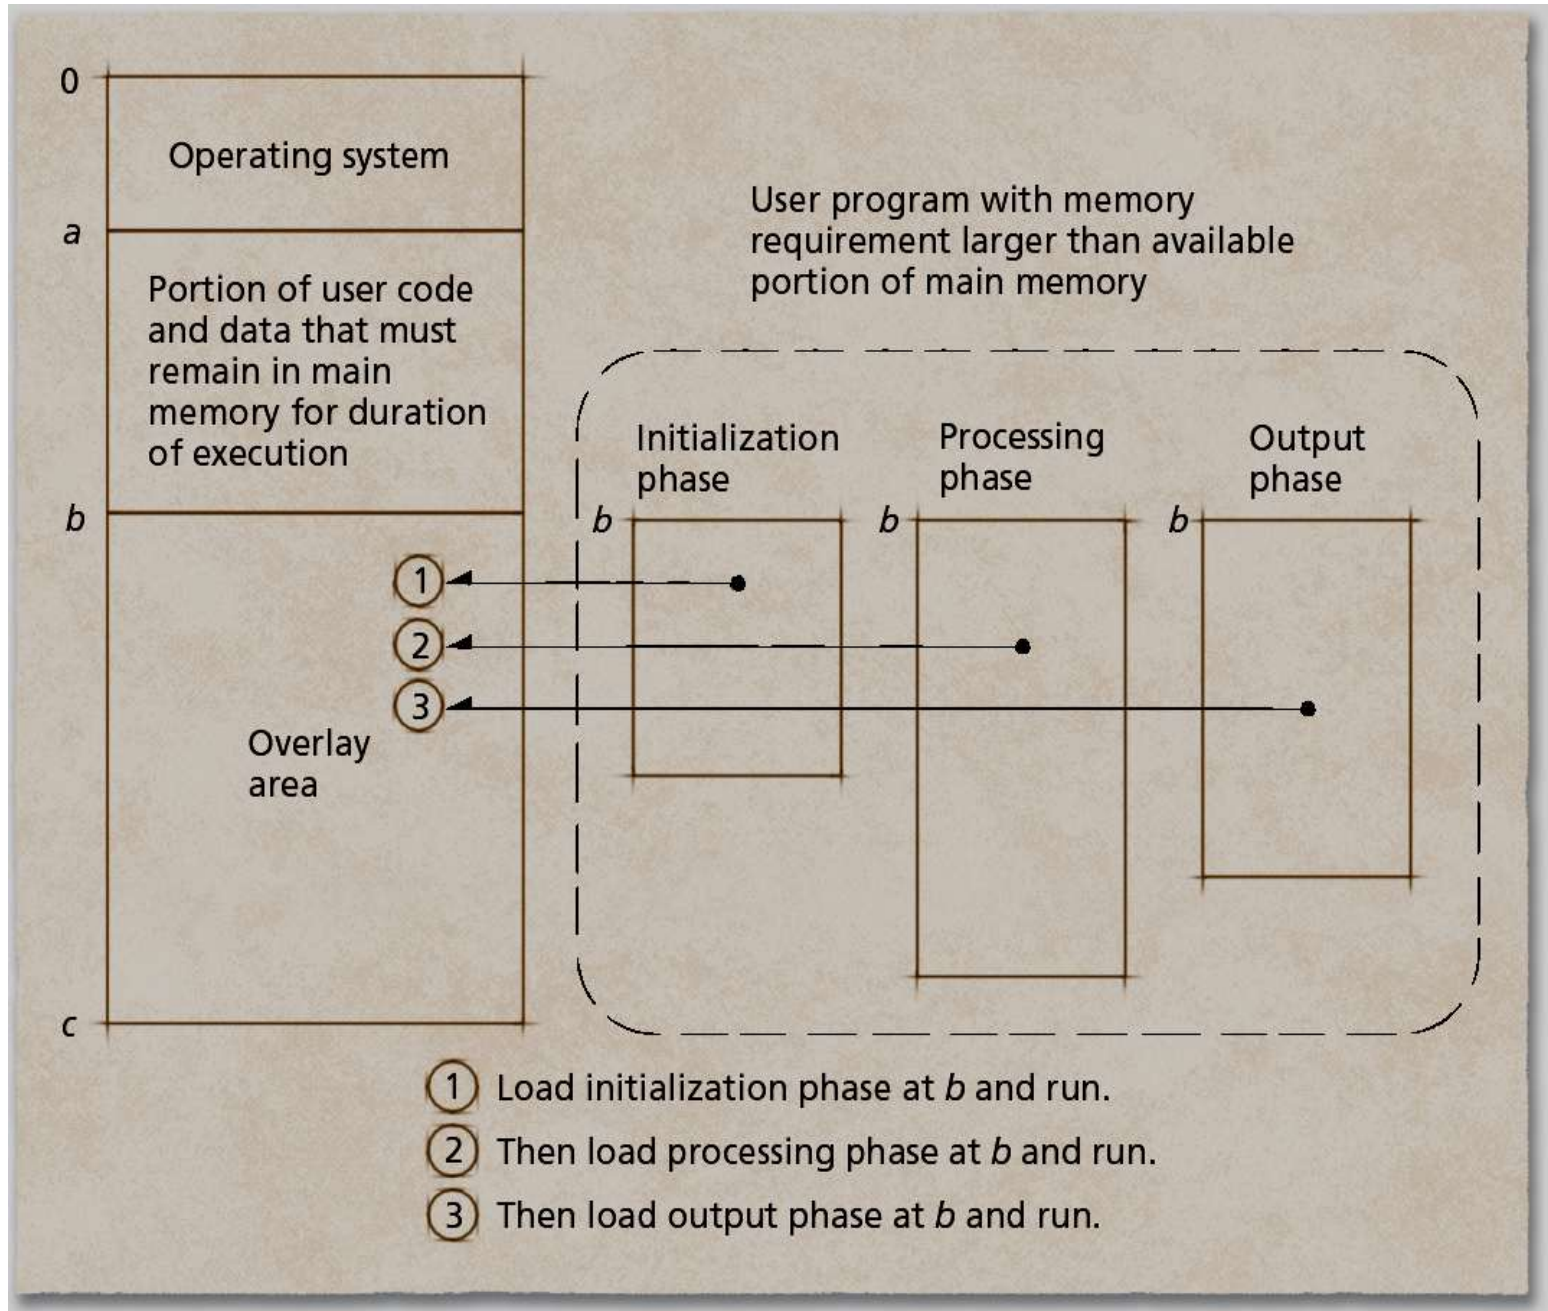 0
Operating system
a
Portion of user code
and data that must
remain in main
memory for duration
of execution
b
Overlay
area
c
User program with memory
requirement larger than available
portion of main memory
Initialization
phase
Processing
phase
Output
phase
b
b
b
1
2
3
1 Load initialization phase at b and run.
2 Then load processing phase at b and run.
3 Then load output phase at b and run.